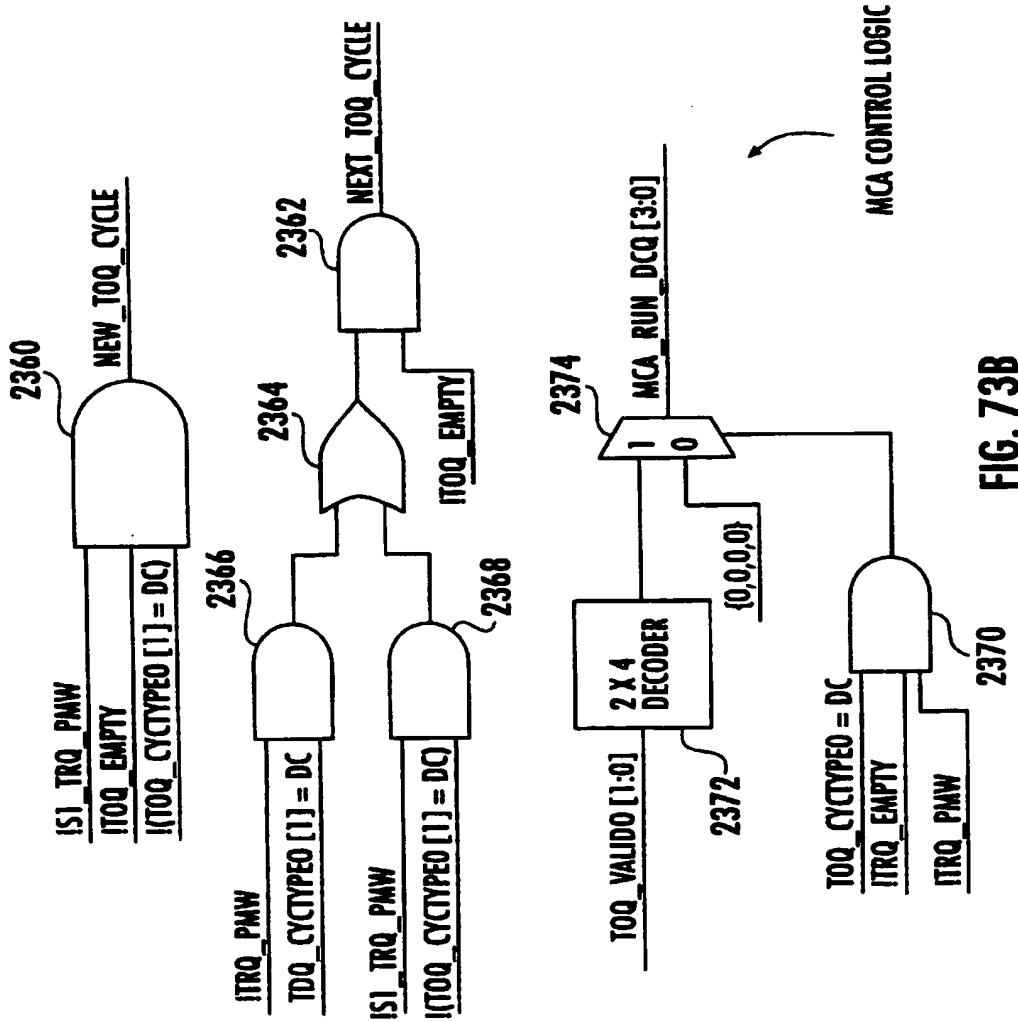 2360
!S1_TRQ_PMW
!TOQ_EMPTY
!(TOQ_CYCTYPE0 [1] = DC)
NEW_TOQ_CYCLE
2366
2364
2362
!TRQ_PMW
TDQ_CYCTYPE0 [1] = DC
!S1_TRQ_PMW
!(TOQ_CYCTYPE0 [1] = DC)
2368
!TOQ_EMPTY
NEXT_TOQ_CYCLE
TOQ_VALID0 [1:0]
2 X 4
DECODER
2372
2374
1
0
{0,0,0,0}
MCA_RUN_DCQ [3:0]
TOQ_CYCTYPE0 = DC
!TRQ_EMPTY
!TRQ_PMW
2370
MCA CONTROL LOGIC
FIG. 73B